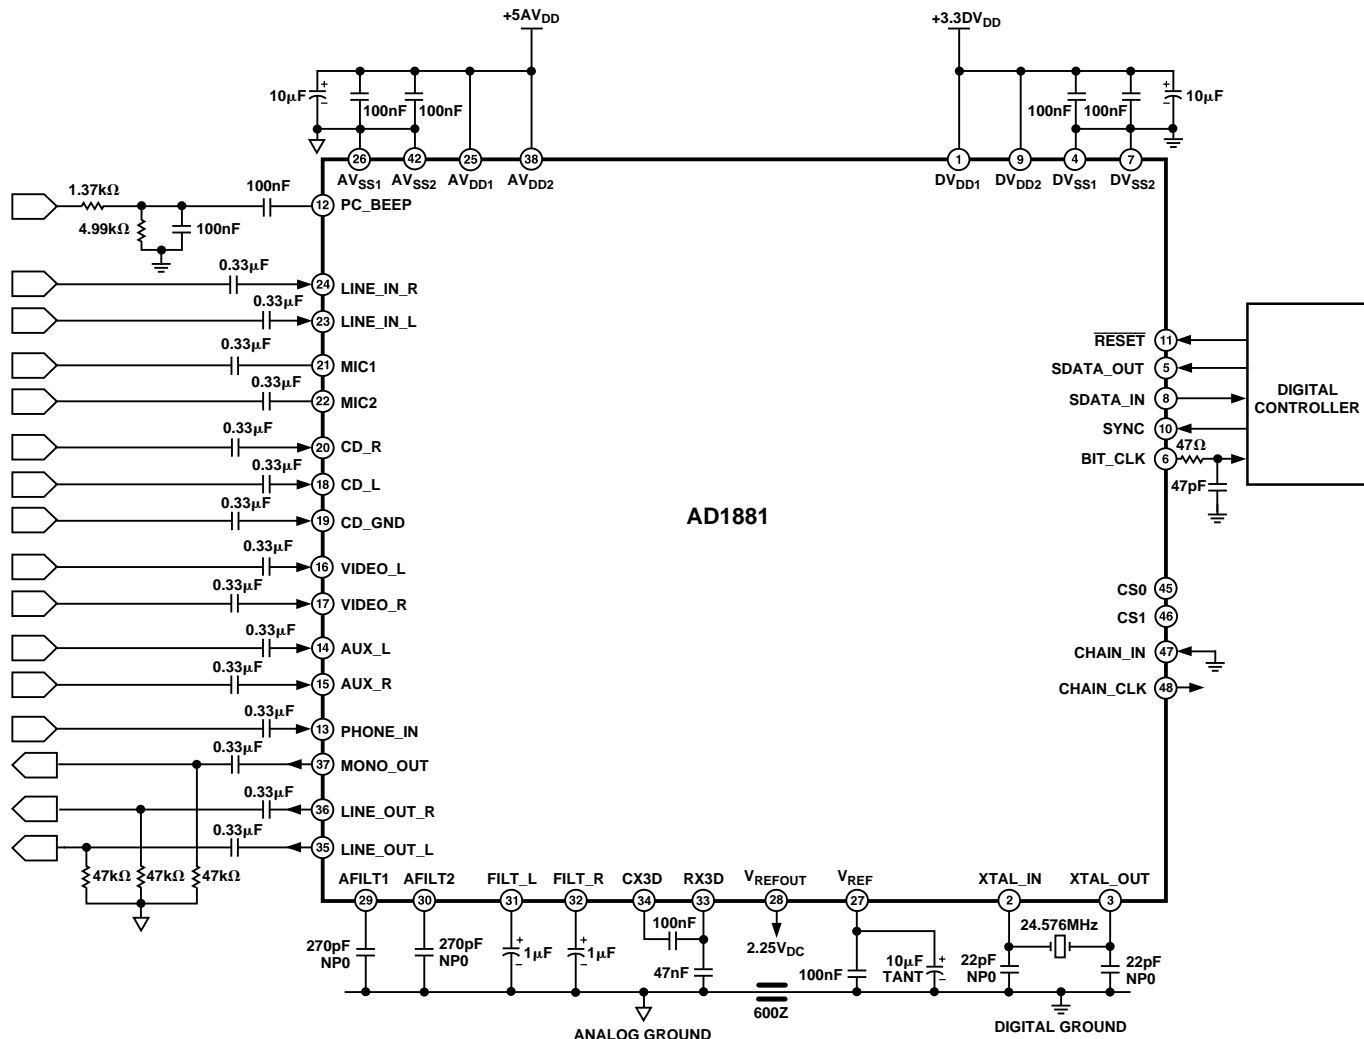 +5AVDD
+3.3DVDD
10µF
100nF
100nF
100nF
100nF
10µF
26
42
25
38
1
9
4
7
AVSS1
AVSS2
AVDD1
AVDD2
DVDD1
DVDD2
DVSS1
DVSS2
1.37kΩ
100nF
12
PC_BEEP
4.99kΩ
100nF
0.33µF
24
LINE_IN_R
0.33µF
23
LINE_IN_L
0.33µF
21
MIC1
0.33µF
22
MIC2
0.33µF
20
CD_R
0.33µF
18
CD_L
0.33µF
19
CD_GND
0.33µF
16
VIDEO_L
0.33µF
17
VIDEO_R
0.33µF
14
AUX_L
0.33µF
15
AUX_R
0.33µF
13
PHONE_IN
0.33µF
37
MONO_OUT
0.33µF
36
LINE_OUT_R
0.33µF
35
LINE_OUT_L
47kΩ
47kΩ
47kΩ
AD1881
RESET
11
SDATA_OUT
5
SDATA_IN
8
SYNC
10
BIT_CLK
6
47Ω
47pF
DIGITAL
CONTROLLER
CS0
45
CS1
46
CHAIN_IN
47
CHAIN_CLK
48
AFILT1
AFILT2
FILT_L
FILT_R
CX3D
RX3D
VREFOUT
VREF
XTAL_IN
XTAL_OUT
29
30
31
32
34
33
28
27
2
3
270pF
NP0
270pF
NP0
1µF
1µF
100nF
47nF
2.25VDC
100nF
10µF
TANT
24.576MHz
22pF
NP0
22pF
NP0
600Z
ANALOG GROUND
DIGITAL GROUND